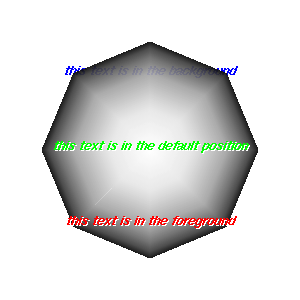 this text is in the background
this text is in the default position
this text is in the foreground